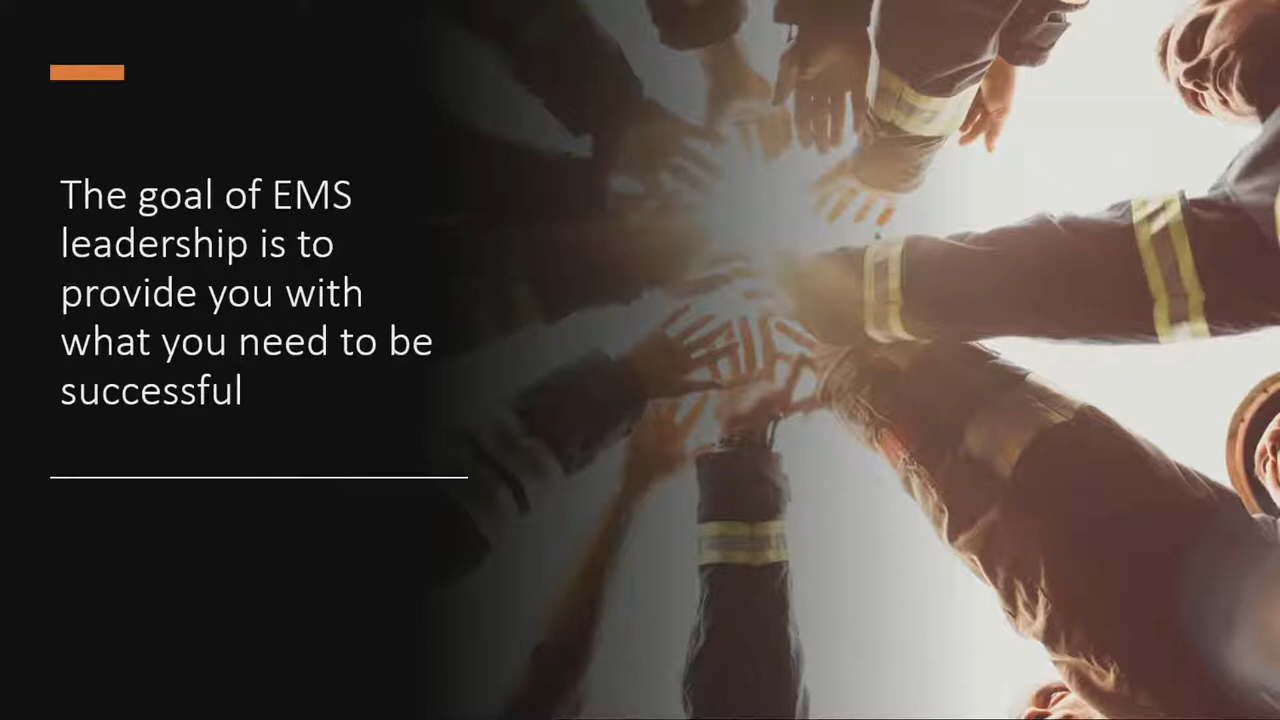 The goal of EMS
leadership is to
provide you with
what you need to be
successful